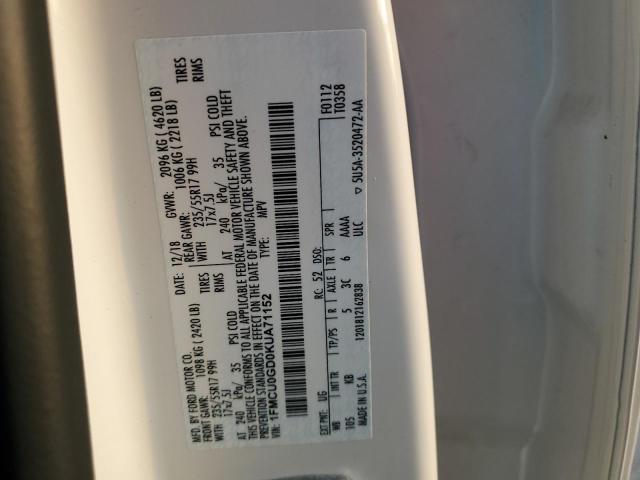 MFD. BY FORD MOTOR CO.
DATE: 12/18 GVWR: 2096 KG ( 4620 LB)
FRONT GAWR: 1098 KG ( 2420 LB) REAR GAWR: 1006 KG ( 2218 LB)
WITH 235/55R17 99H TIRES WITH 235/55R17 99H TIRES
17x7.5J RIMS 17x7.5J RIMS
AT 240 kPa/ 35 PSI COLD AT 240 kPa/ 35 PSI COLD
THIS VEHICLE CONFORMS TO ALL APPLICABLE FEDERAL MOTOR VEHICLE SAFETY AND THEFT
PREVENTION STANDARDS IN EFFECT ON THE DATE OF MANUFACTURE SHOWN ABOVE.
VIN: 1FMCU0GD0KUA71152 TYPE: MPV
F0112
T0358
EXT PNT: UG RC: 52 DSO:
WB INT TR TP/PS R AXLE TR SPR
105 KB 5 3C 6 AAAA
MADE IN U.S.A. 1201812162838 ULC
5U5A-3520472-AA